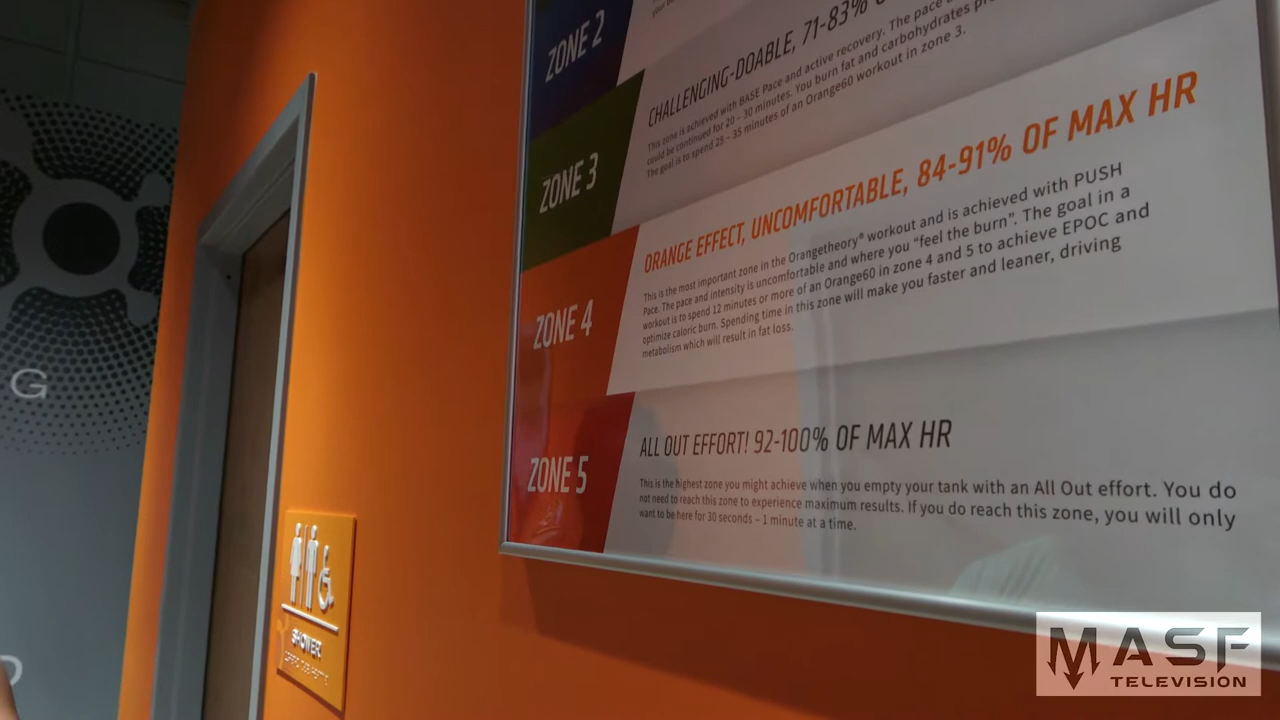 ZONE 2
CHALLENGING-DOABLE, 71-83%
This zone is achieved with BASE Pace and active recovery. The pace
could be continued for 20 - 30 minutes. You burn fat and carbohydrates
The goal is to spend 25 - 35 minutes of an Orange60 workout in zone 3.
ZONE 3
ORANGE EFFECT, UNCOMFORTABLE, 84-91% OF MAX HR
This is the most important zone in the Orangetheory® workout and is achieved with PUSH
Pace. The pace and intensity is uncomfortable and where you "feel the burn". The goal in a
workout is to spend 12 minutes or more of an Orange60 in zone 4 and 5 to achieve EPOC and
optimize caloric burn. Spending time in this zone will make you faster and leaner, driving
metabolism which will result in fat loss.
ZONE 4
ALL OUT EFFORT! 92-100% OF MAX HR
This is the highest zone you might achieve when you empty your tank with an All Out effort. You do
not need to reach this zone to experience maximum results. If you do reach this zone, you will only
want to be here for 30 seconds – 1 minute at a time.
ZONE 5
G
SHOWER
MASF
TELEVISION